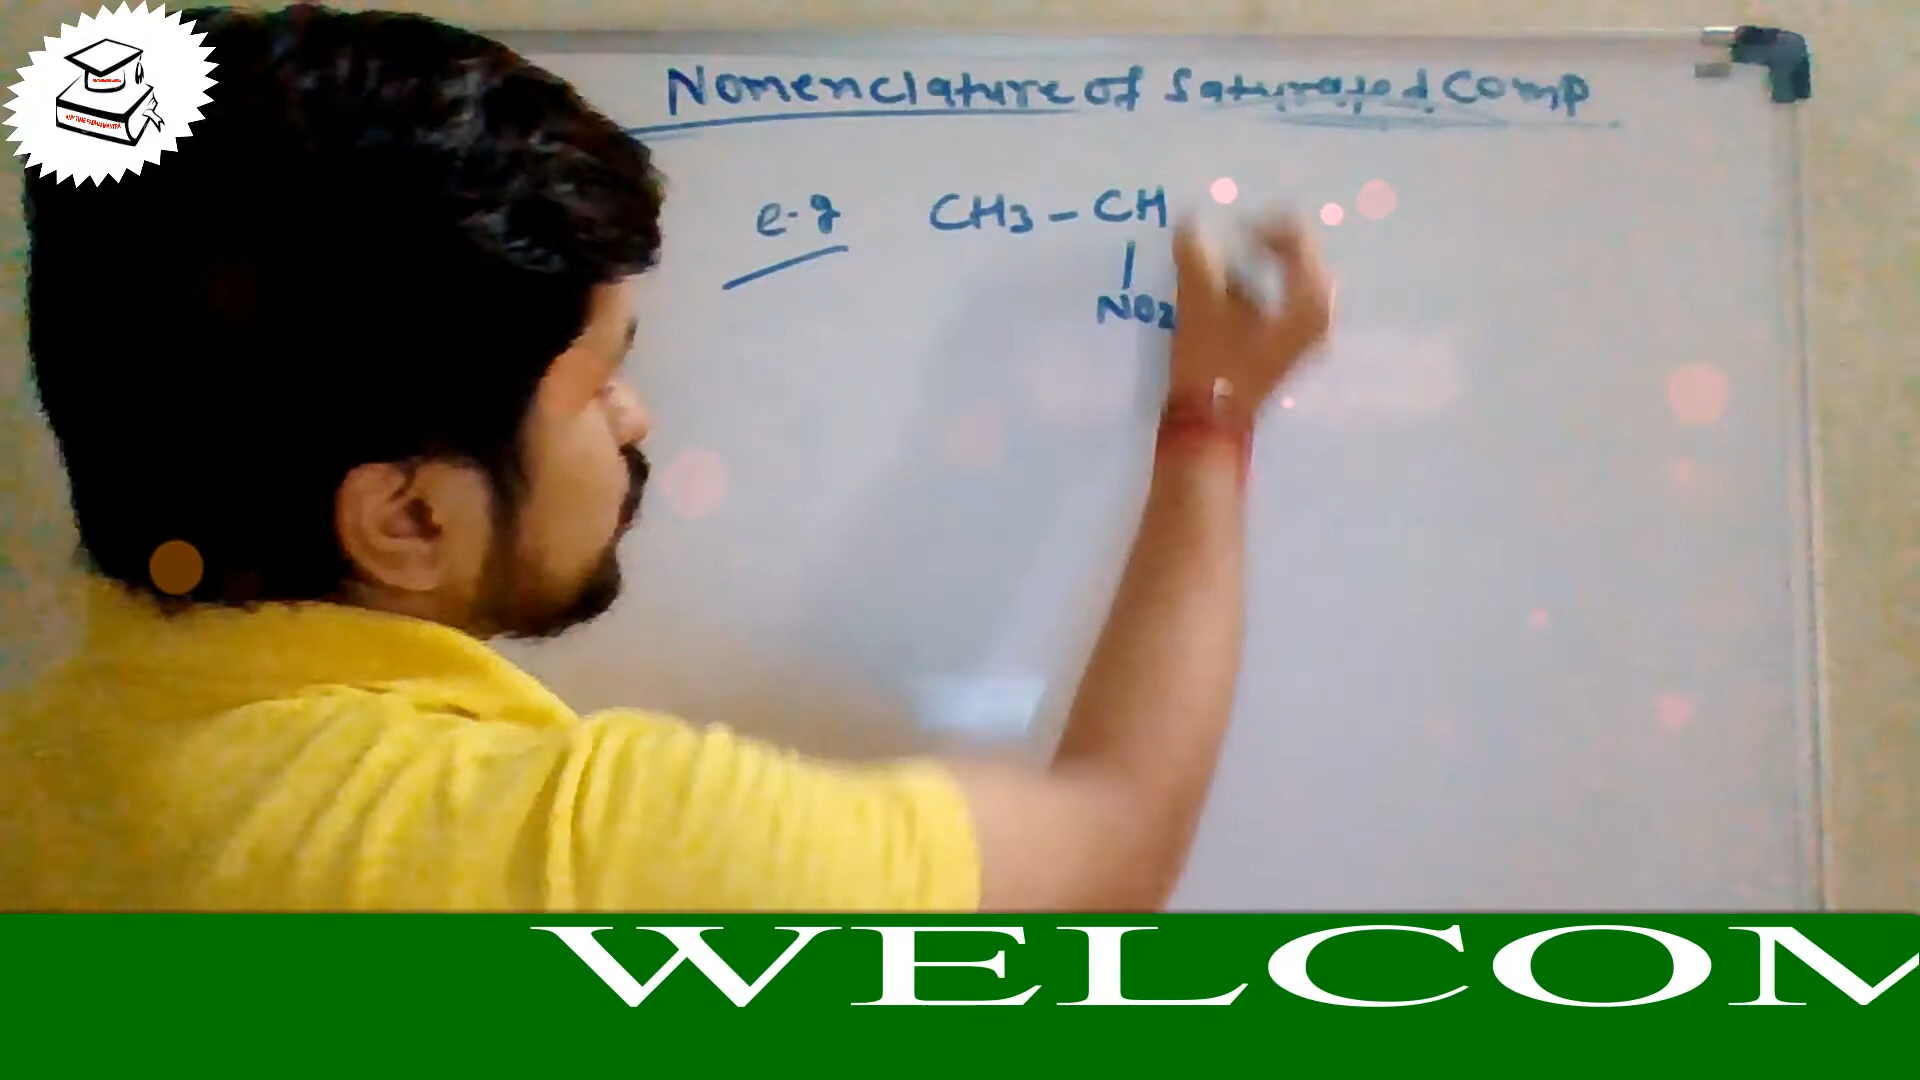 Nomenclature of Saturated Comp
e-g CH3 – CH
|
NO2
WELCOM